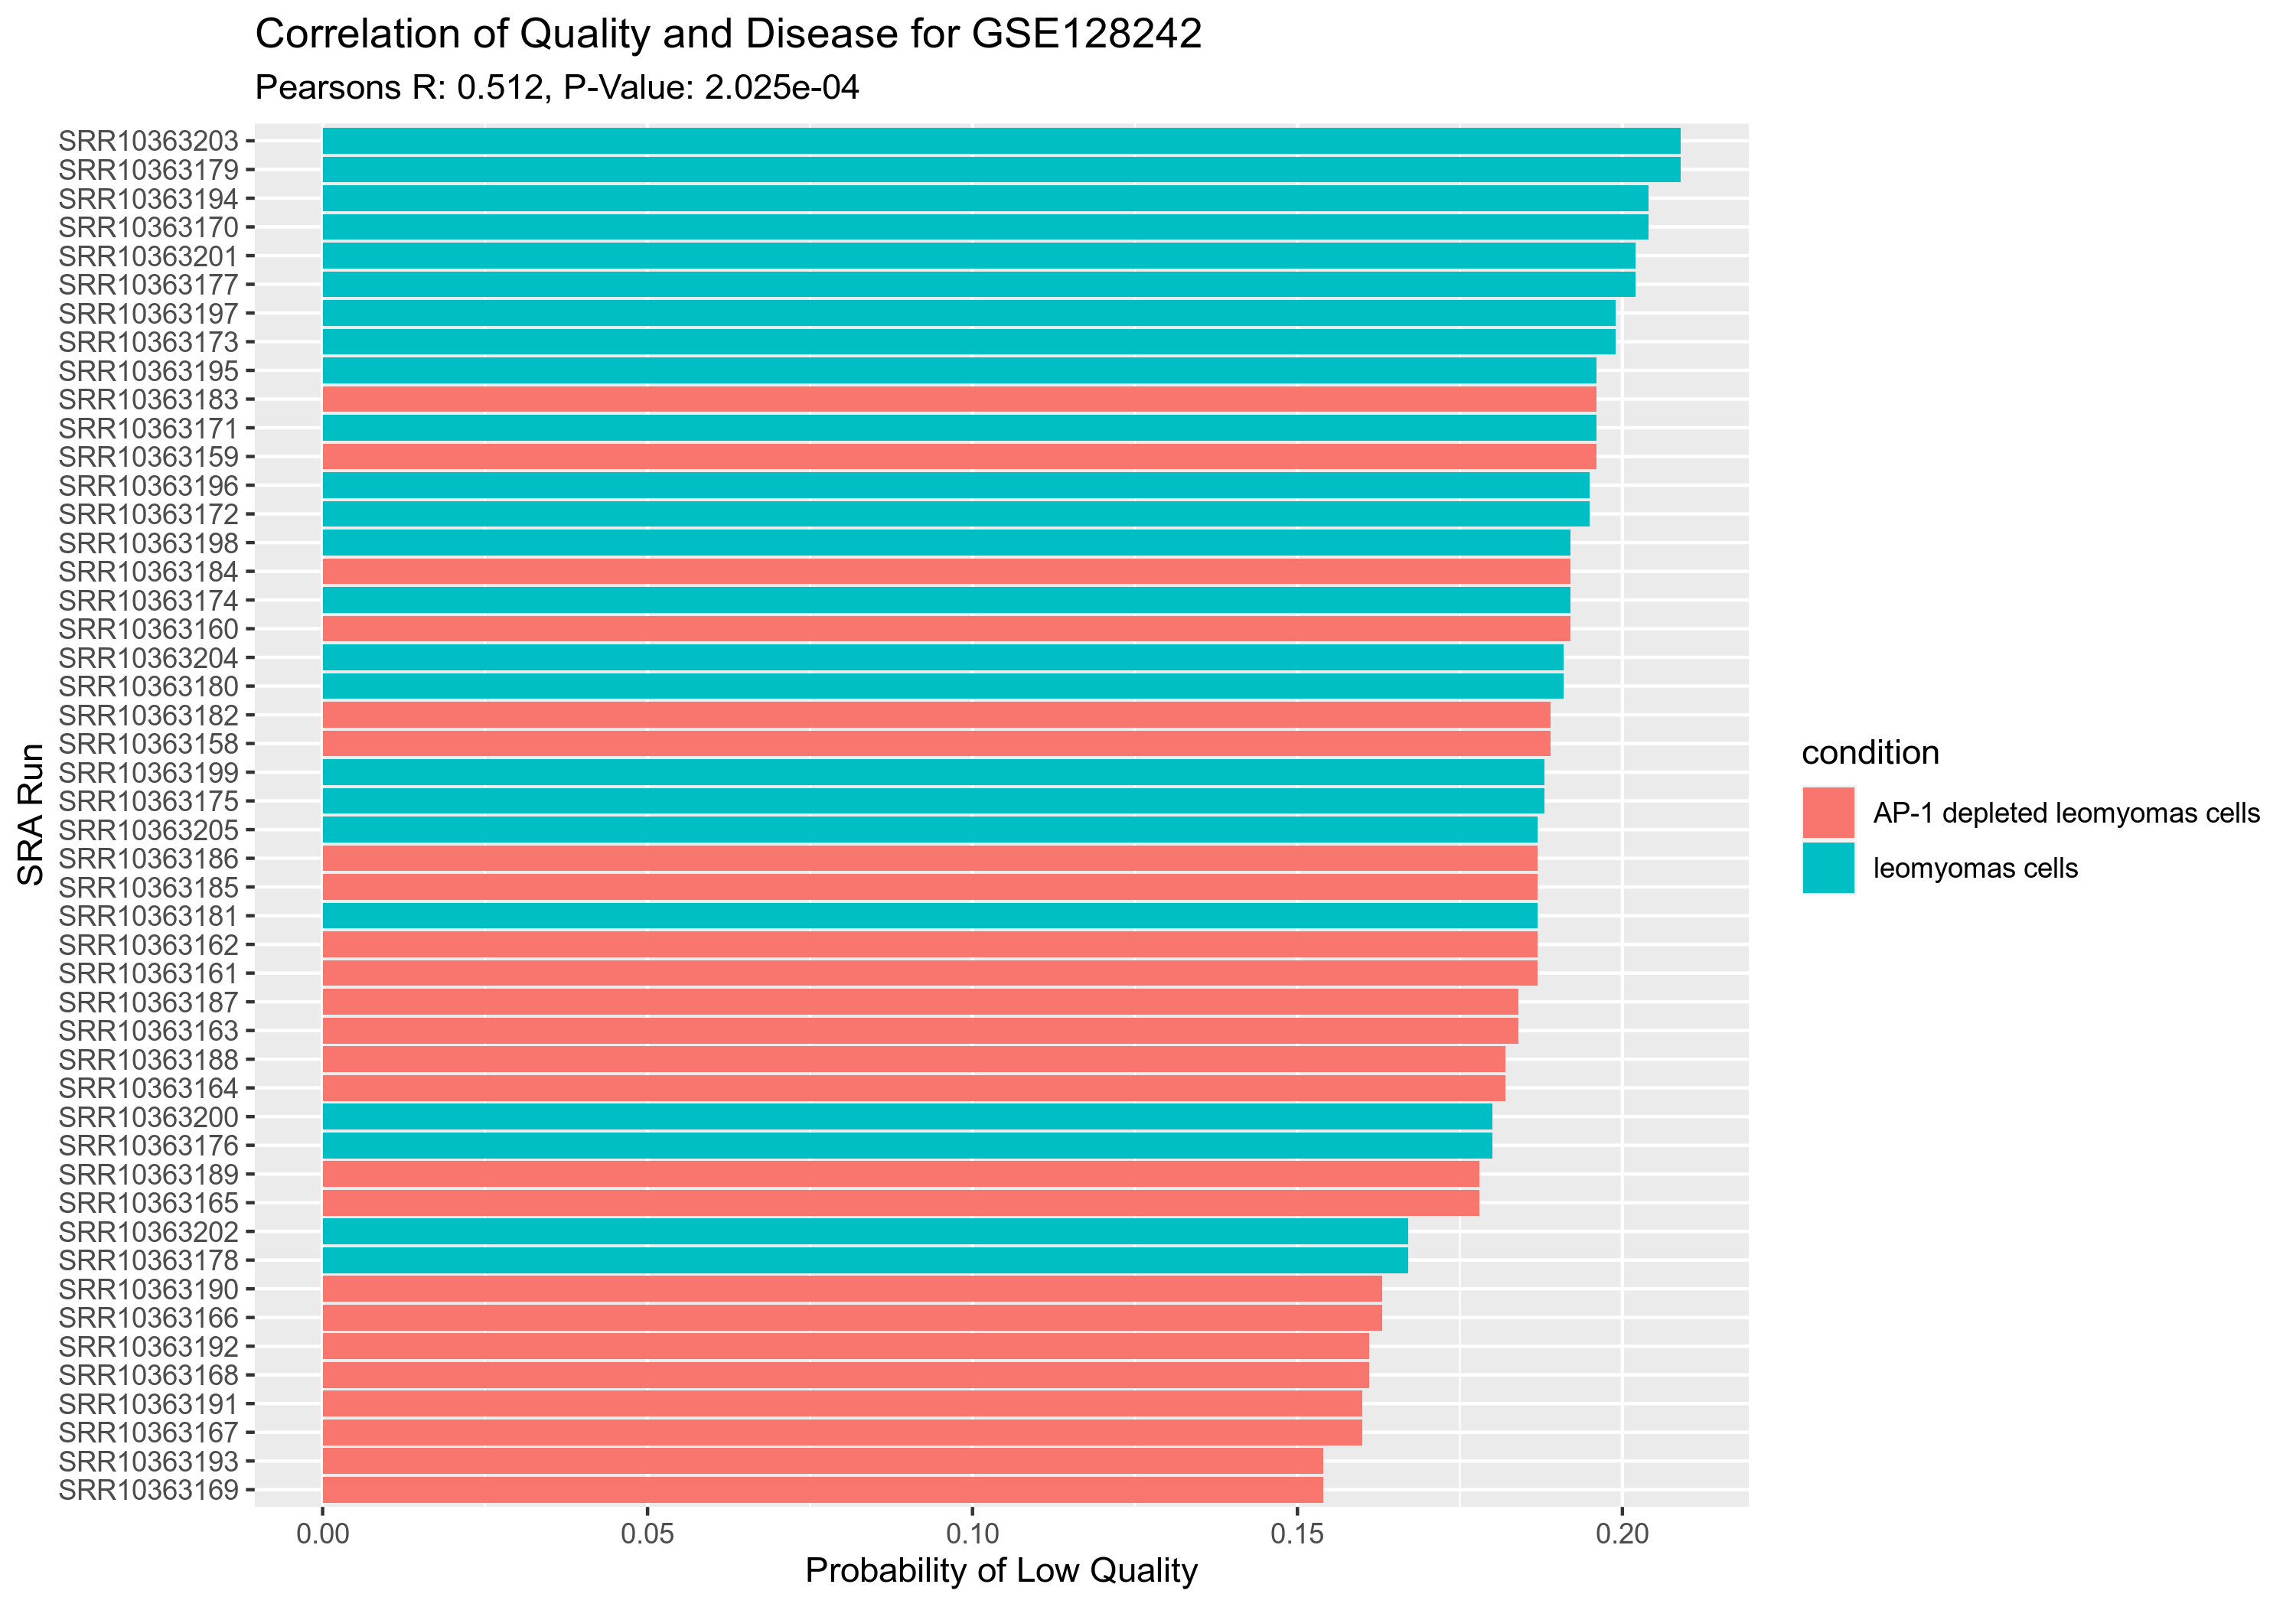 Correlation of Quality and Disease for GSE128242
Pearsons R: 0.512, P-Value: 2.025e-04
SRA Run
SRR10363203
SRR10363179
SRR10363194
SRR10363170
SRR10363201
SRR10363177
SRR10363197
SRR10363173
SRR10363195
SRR10363183
SRR10363171
SRR10363159
SRR10363196
SRR10363172
SRR10363198
SRR10363184
SRR10363174
SRR10363160
SRR10363204
SRR10363180
SRR10363182
SRR10363158
SRR10363199
SRR10363175
SRR10363205
SRR10363186
SRR10363185
SRR10363181
SRR10363162
SRR10363161
SRR10363187
SRR10363163
SRR10363188
SRR10363164
SRR10363200
SRR10363176
SRR10363189
SRR10363165
SRR10363202
SRR10363178
SRR10363190
SRR10363166
SRR10363192
SRR10363168
SRR10363191
SRR10363167
SRR10363193
SRR10363169
0.00 0.05 0.10 0.15 0.20
Probability of Low Quality
condition
AP-1 depleted leomyomas cells
leomyomas cells